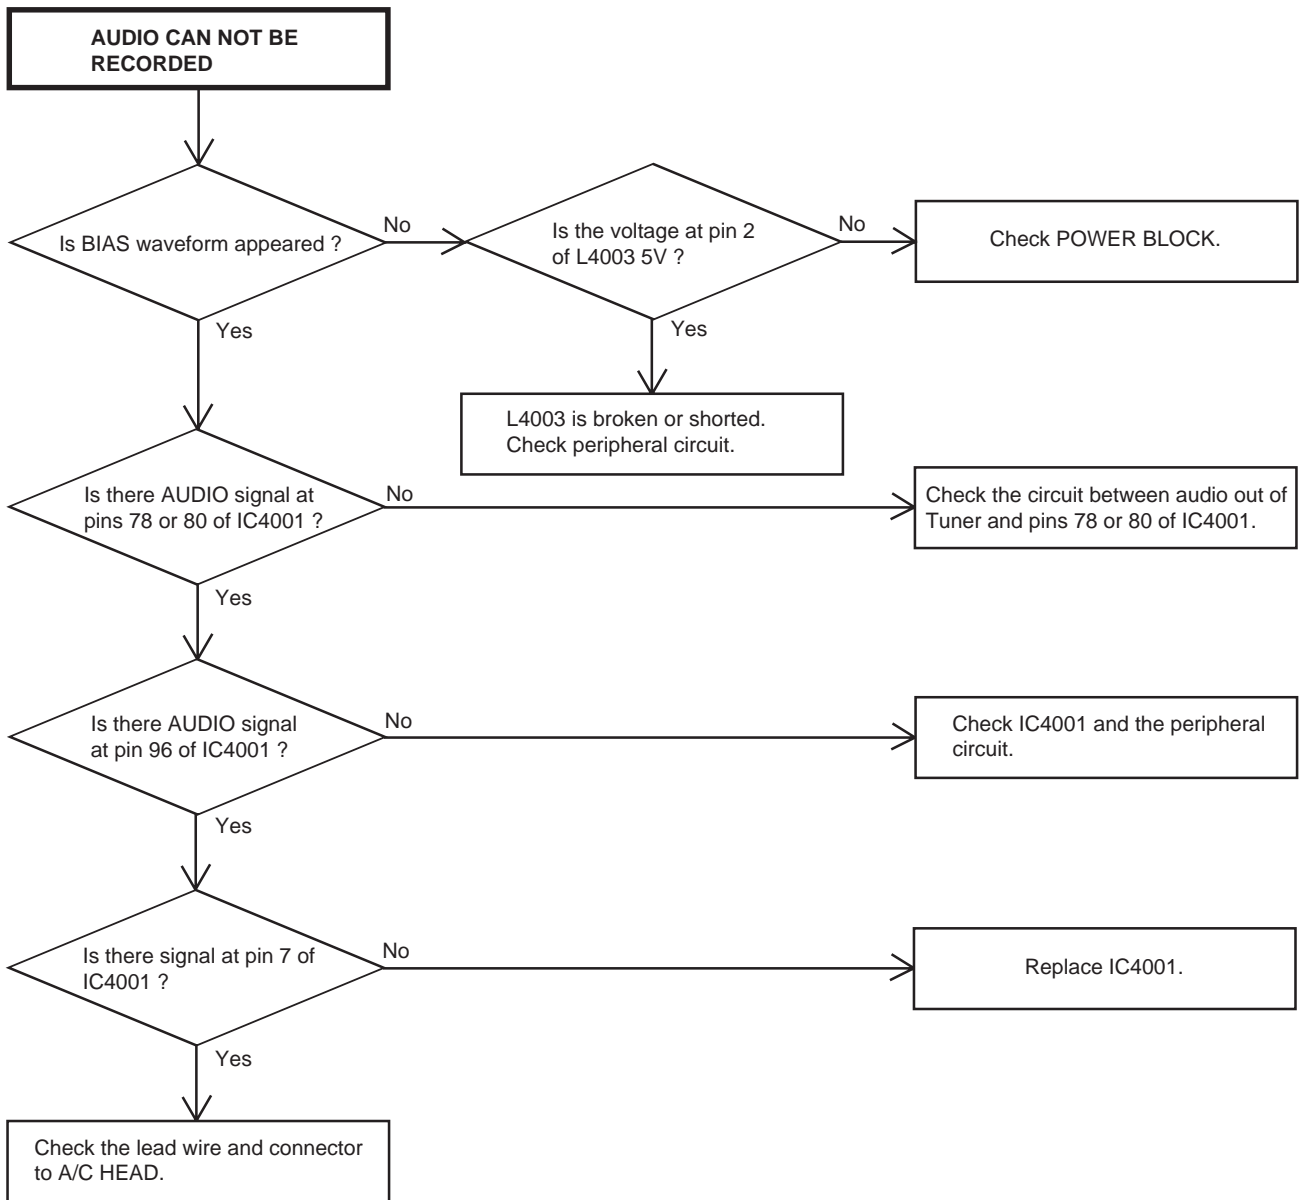 AUDIO CAN NOT BE
RECORDED
Is BIAS waveform appeared ?
No
Is the voltage at pin 2
of L4003 5V ?
No
Check POWER BLOCK.
Yes
Yes
L4003 is broken or shorted.
Check peripheral circuit.
Is there AUDIO signal at
pins 78 or 80 of IC4001 ?
No
Check the circuit between audio out of
Tuner and pins 78 or 80 of IC4001.
Yes
Is there AUDIO signal
at pin 96 of IC4001 ?
No
Check IC4001 and the peripheral
circuit.
Yes
Is there signal at pin 7 of
IC4001 ?
No
Replace IC4001.
Yes
Check the lead wire and connector
to A/C HEAD.